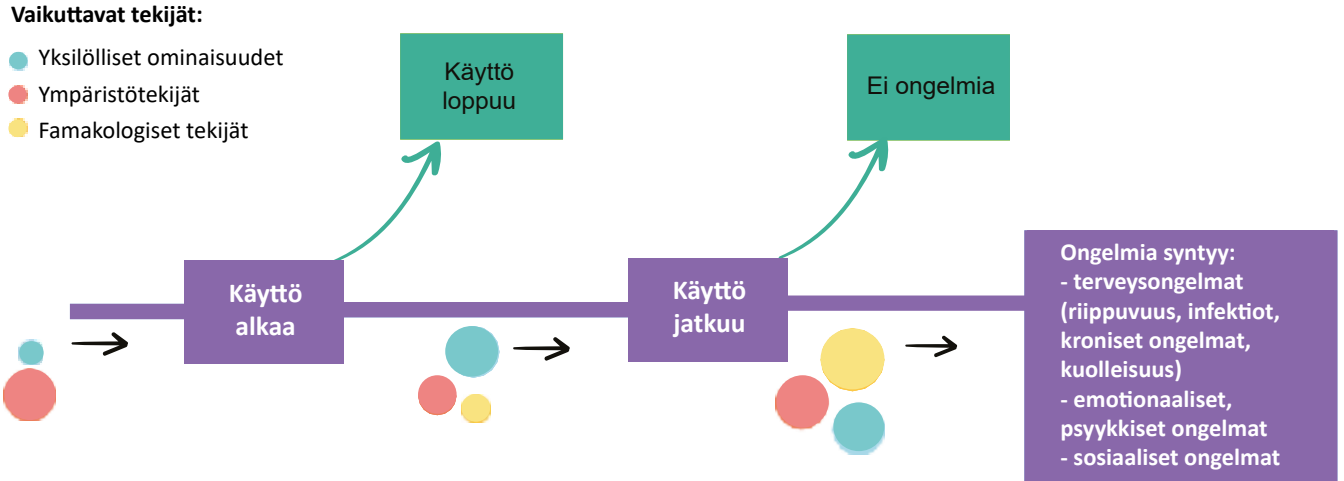 Vaikuttavat tekijät:
Yksilölliset ominaisuudet
Ympäristötekijät
Famakologiset tekijät
Käyttö
loppuu
Ei ongelmia
Käyttö
alkaa
Käyttö
jatkuu
Ongelmia syntyy:
- terveysongelmat
(riippuvuus, infektiot,
kroniset ongelmat,
kuolleisuus)
- emotionaaliset,
psyykkiset ongelmat
- sosiaaliset ongelmat